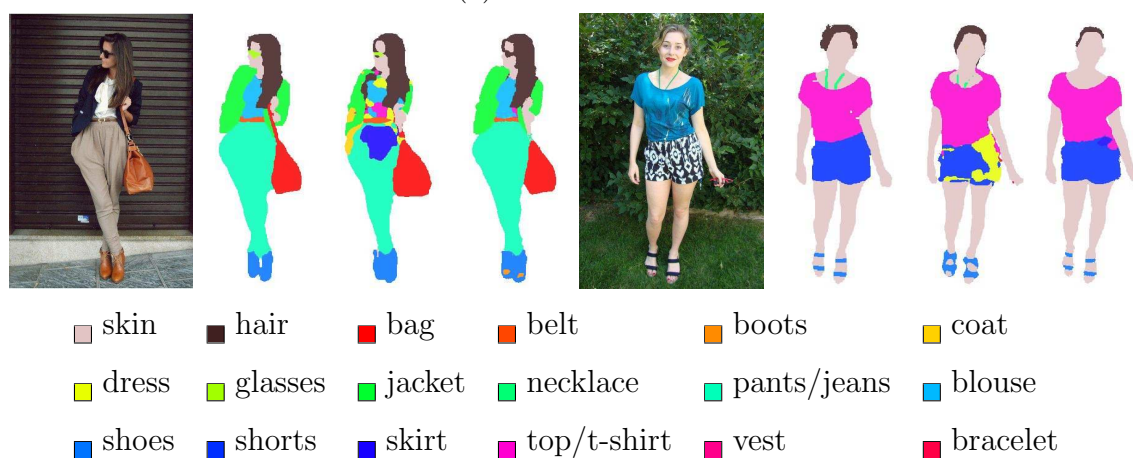 skin hair bag belt boots coat
dress glasses jacket necklace pants/jeans blouse
shoes shorts skirt top/t-shirt vest bracelet